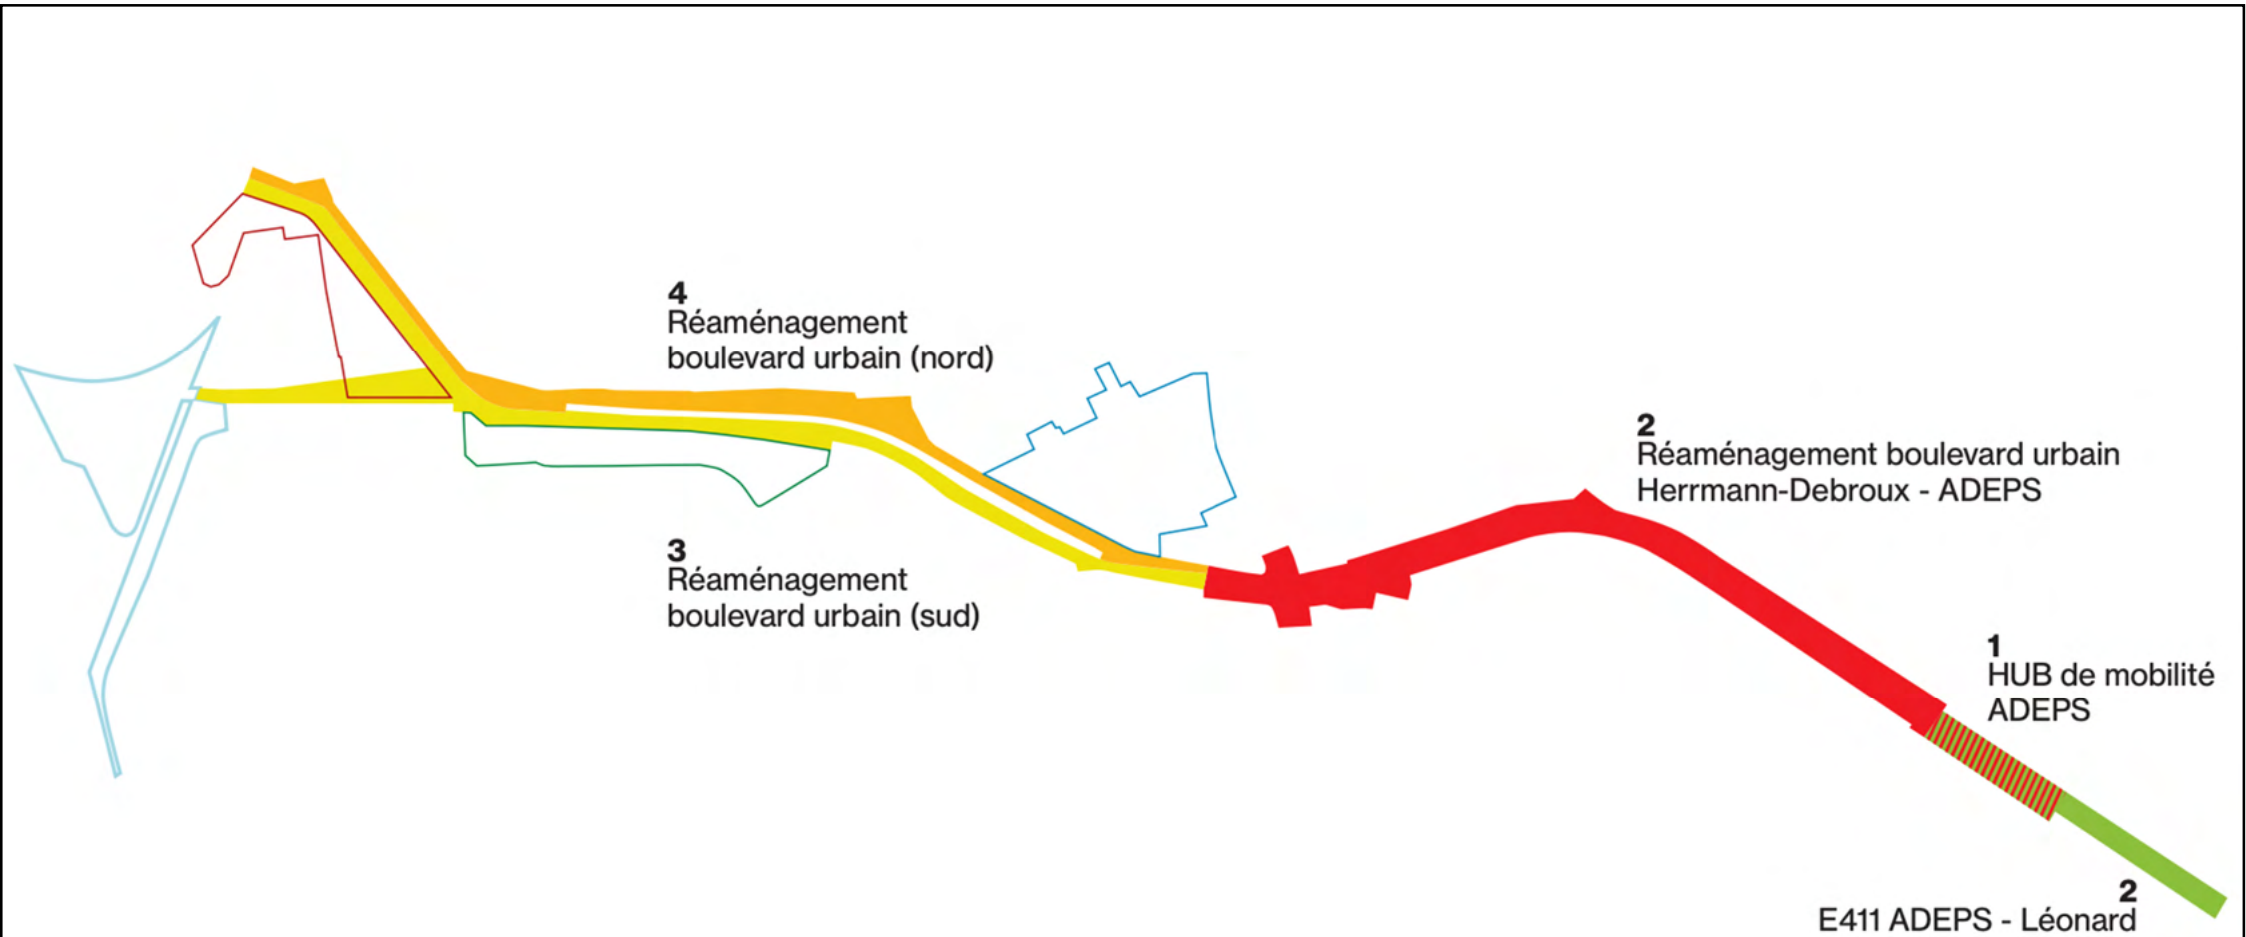 4
Réaménagement
boulevard urbain (nord)
3
Réaménagement
boulevard urbain (sud)
2
Réaménagement boulevard urbain
Herrmann-Debroux - ADEPS
1
HUB de mobilité
ADEPS
2
E411 ADEPS - Léonard